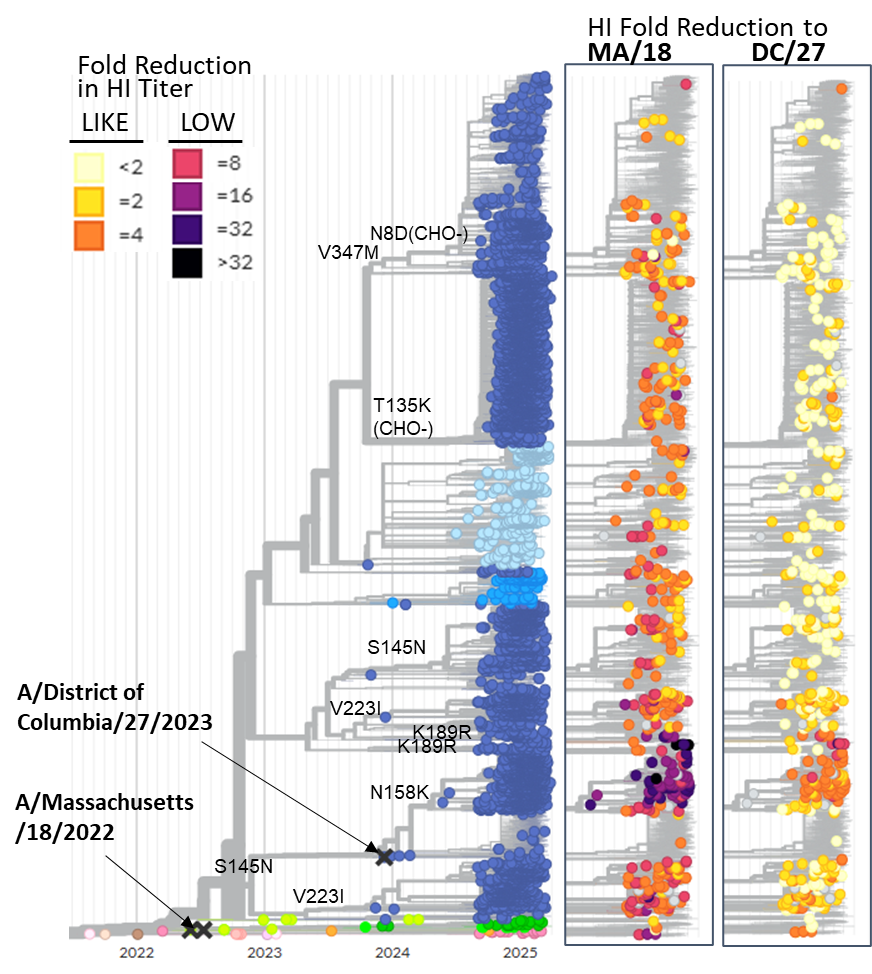 HI Fold Reduction to
MA/18
DC/27
Fold Reduction
in HI Titer
LIKE
LOW
<2
=2
=4
=8
=16
=32
>32
N8D(CHO-)
V347M
T135K
(CHO-)
S145N
A/District of
Columbia/27/2023
V223I
K189R
K189R
N158K
A/Massachusetts
/18/2022
S145N
V223I
2022
2023
2024
2025